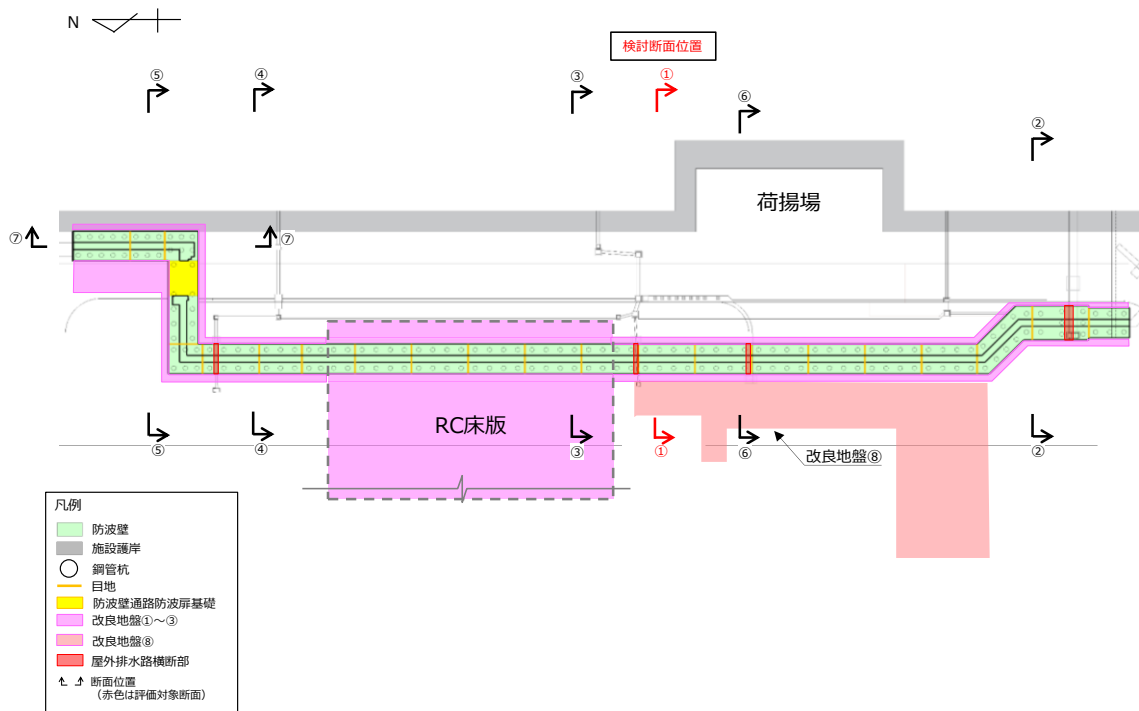 N
検討断面位置
⑤
④
③
①
⑥
②
荷揚場
⑦
⑦
RC床版
⑤
④
③
①
⑥
②
改良地盤⑧
凡例
防波壁
施設護岸
鋼管杭
目地
防波壁通路防波扉基礎
改良地盤①～③
改良地盤⑧
屋外排水路横断部
断面位置
（赤色は評価対象断面）